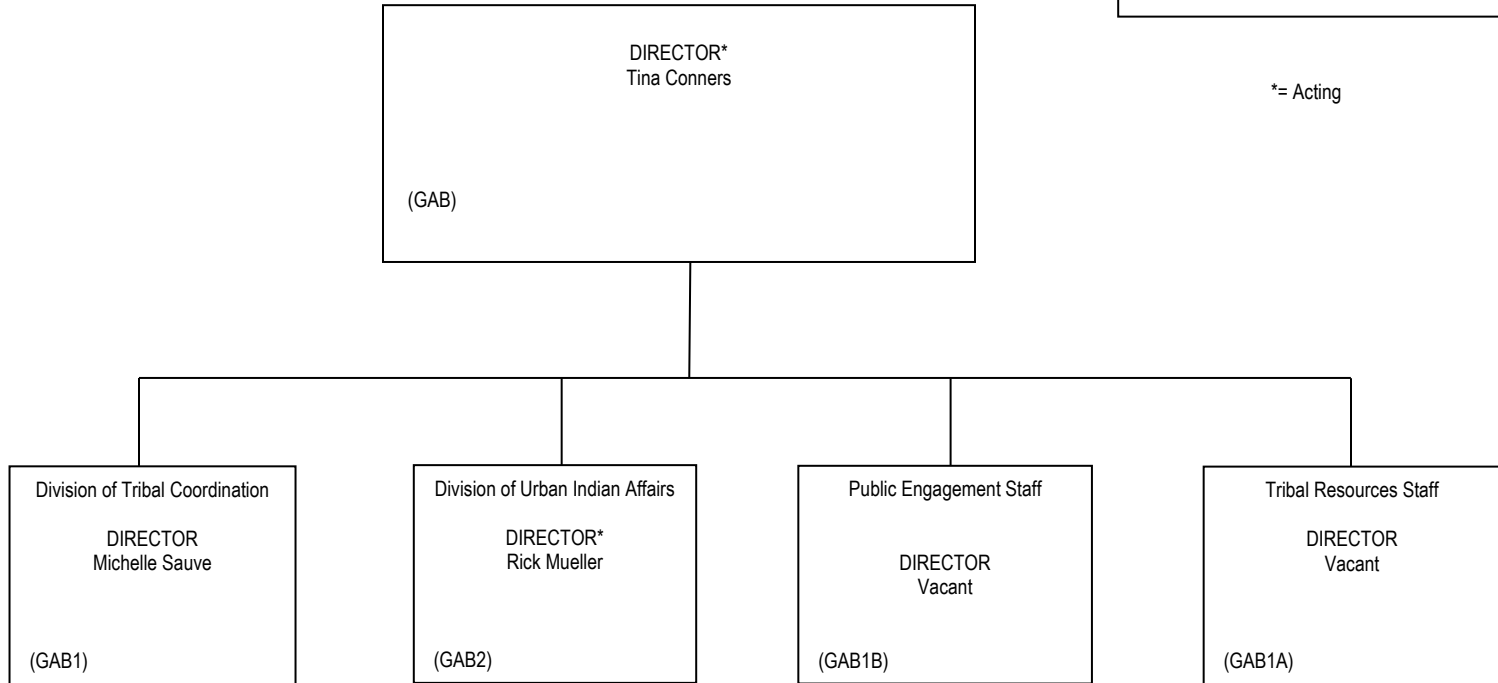 DIRECTOR*
Tina Conners
(GAB)
*= Acting
Division of Tribal Coordination
DIRECTOR
Michelle Sauve
(GAB1)
Division of Urban Indian Affairs
DIRECTOR*
Rick Mueller
(GAB2)
Public Engagement Staff
DIRECTOR
Vacant
(GAB1B)
Tribal Resources Staff
DIRECTOR
Vacant
(GAB1A)